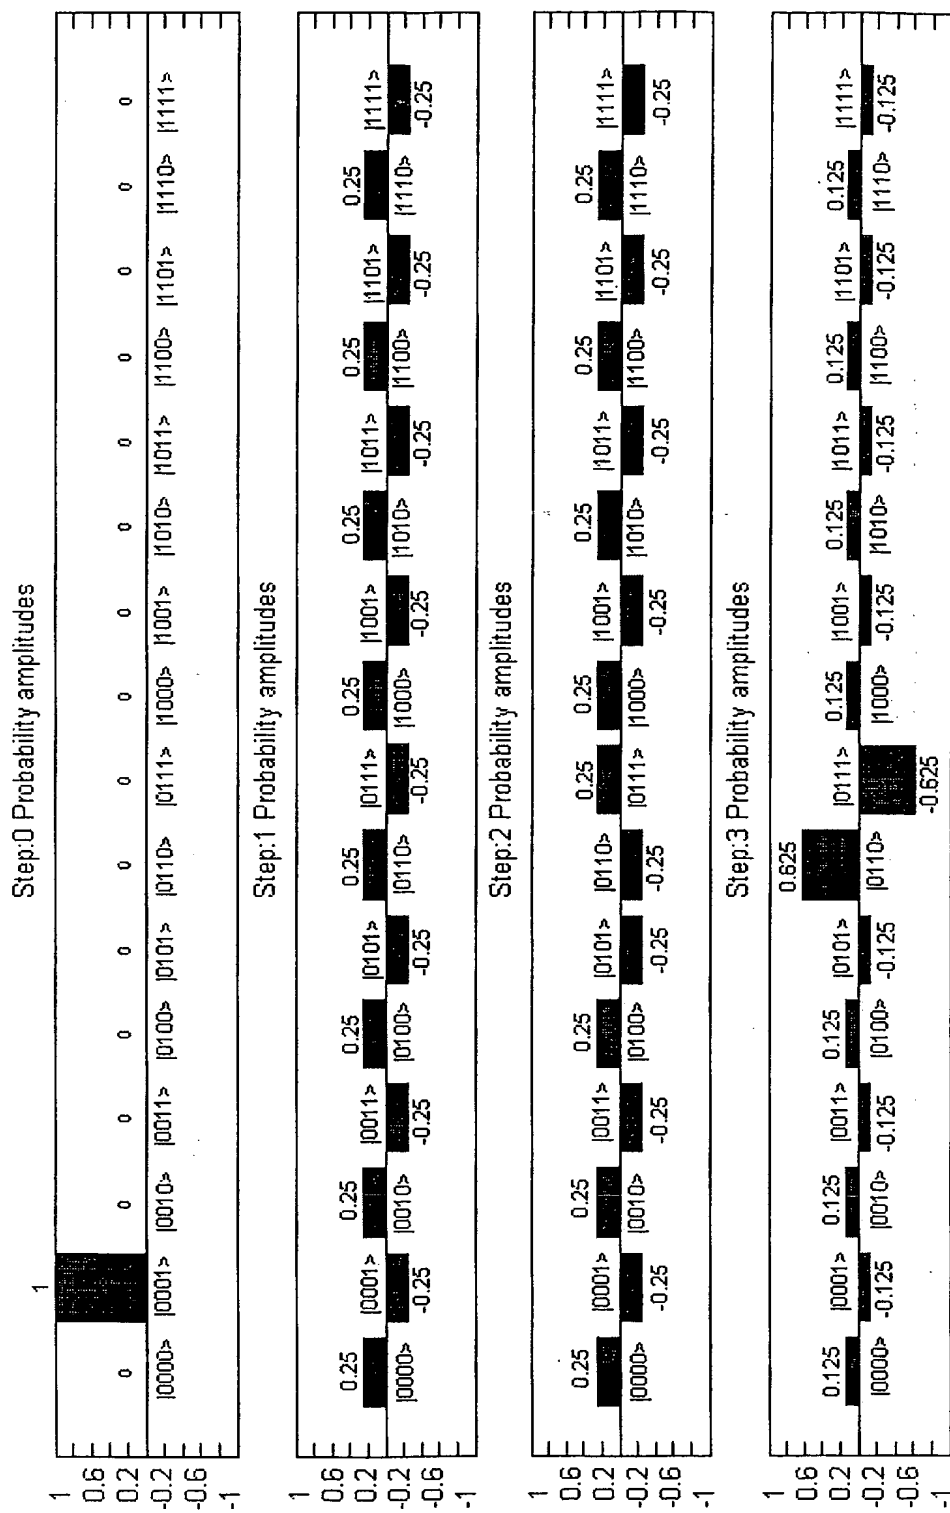 Step:0 Probability amplitudes
1
1
0.6
0.2
-0.2
-0.6
-1
0 0 0 0 0 0 0 0 0 0 0 0 0 0 0
|0000> |0001> |0010> |0011> |0100> |0101> |0110> |0111> |1000> |1001> |1010> |1011> |1100> |1101> |1110> |1111>
Step:1 Probability amplitudes
1
0.6
0.2
-0.2
-0.6
-1
0.25 0.25 0.25 0.25 0.25 0.25 0.25 0.25
|0001> |0011> |0101> |0111> |1001> |1011> |1101> |1111>
|0000> |0010> |0100> |0110> |1000> |1010> |1100> |1110>
-0.25 -0.25 -0.25 -0.25 -0.25 -0.25 -0.25 -0.25
Step:2 Probability amplitudes
1
0.6
0.2
-0.2
-0.6
-1
0.25 0.25 0.25 0.25 0.25 0.25 0.25 0.25
|0001> |0011> |0101> |0110> |1001> |1011> |1101> |1111>
|0000> |0010> |0100> |0111> |1000> |1010> |1100> |1110>
-0.25 -0.25 -0.25 -0.25 -0.25 -0.25 -0.25 -0.25
Step:3 Probability amplitudes
1
0.6
0.2
-0.2
-0.6
-1
0.625
0.125 0.125 0.125 0.125 0.125 0.125 0.125
|0001> |0011> |0101> |0111> |1001> |1011> |1101> |1111>
|0000> |0010> |0100> |0110> |1000> |1010> |1100> |1110>
-0.125 -0.125 -0.125 -0.125 -0.125 -0.125 -0.125
-0.625